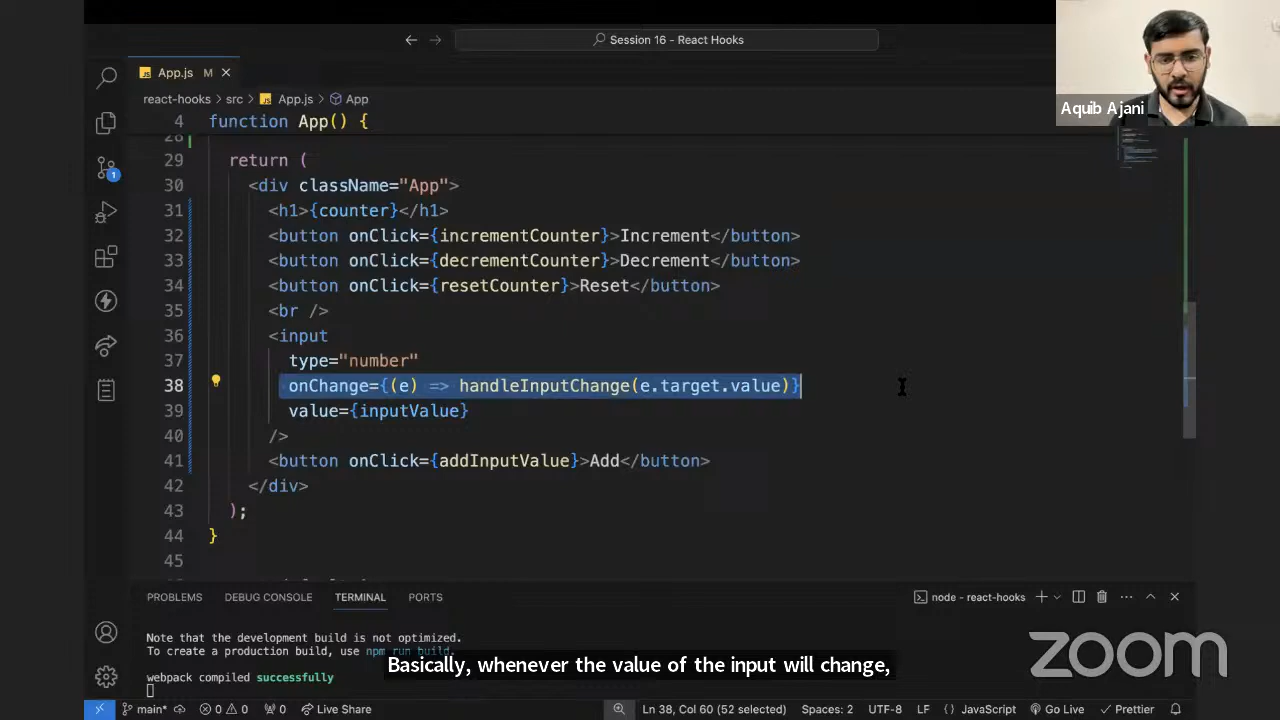 Session 16 - React Hooks
Aquib Ajani
App.js M
react-hooks > src > App.js > App
4 function App() {
28
29 return (
30 <div className="App">
31 <h1>{counter}</h1>
32 <button onClick={incrementCounter}>Increment</button>
33 <button onClick={decrementCounter}>Decrement</button>
34 <button onClick={resetCounter}>Reset</button>
35 <br />
36 <input
37 type="number"
38 onChange={(e) => handleInputChange(e.target.value)}
39 value={inputValue}
40 />
41 <button onClick={addInputValue}>Add</button>
42 </div>
43 );
44 }
45
1
PROBLEMS DEBUG CONSOLE TERMINAL PORTS node - react-hooks
Note that the development build is not optimized.
To create a production build, use npm run build.
webpack compiled successfully
Basically, whenever the value of the input will change,
zoom
main* 0 0 0 Live Share Ln 38, Col 60 (52 selected) Spaces: 2 UTF-8 LF {} JavaScript Go Live Prettier